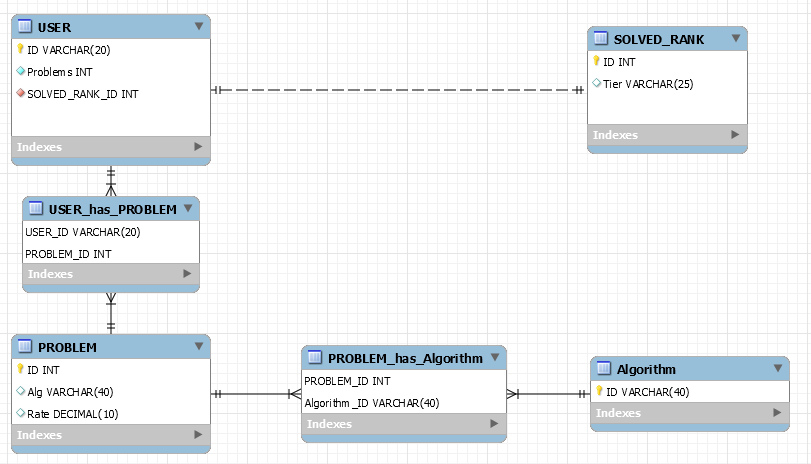 USER
ID VARCHAR(20)
Problems INT
SOLVED_RANK_ID INT
Indexes
SOLVED_RANK
ID INT
Tier VARCHAR(25)
Indexes
USER_has_PROBLEM
USER_ID VARCHAR(20)
PROBLEM_ID INT
Indexes
PROBLEM
ID INT
Alg VARCHAR(40)
Rate DECIMAL(10)
Indexes
PROBLEM_has_Algorithm
PROBLEM_ID INT
Algorithm_ID VARCHAR(40)
Indexes
Algorithm
ID VARCHAR(40)
Indexes